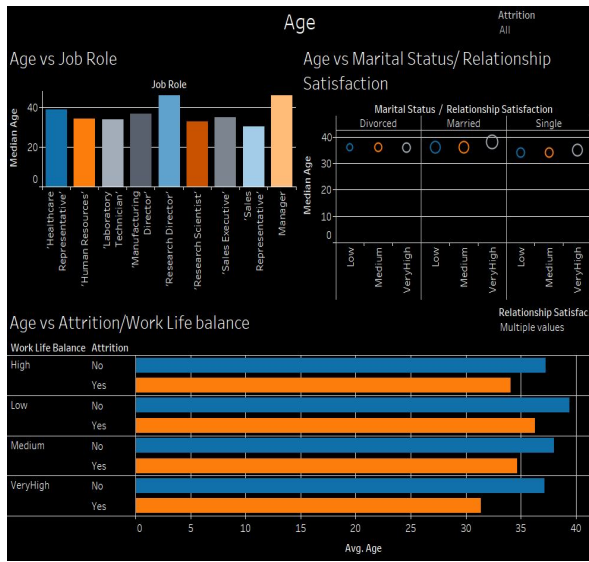 Age
Attrition
All
Age vs Job Role
Job Role
Median Age
40
20
0
'Healthcare
Representative'
'Human Resources'
'Laboratory
Technician'
'Manufacturing
Director'
'Research Director'
'Research Scientist'
'Sales Executive'
'Sales
Representative'
Manager
Age vs Marital Status/ Relationship
Satisfaction
Marital Status / Relationship Satisfaction
Divorced Married Single
Median Age
40
30
20
10
0
Low Medium VeryHigh Low Medium VeryHigh Low Medium VeryHigh
Relationship Satisfac
Multiple values
Age vs Attrition/Work Life balance
Work Life Balance Attrition
High No
Yes
Low No
Yes
Medium No
Yes
VeryHigh No
Yes
0 5 10 15 20 25 30 35 40
Avg. Age